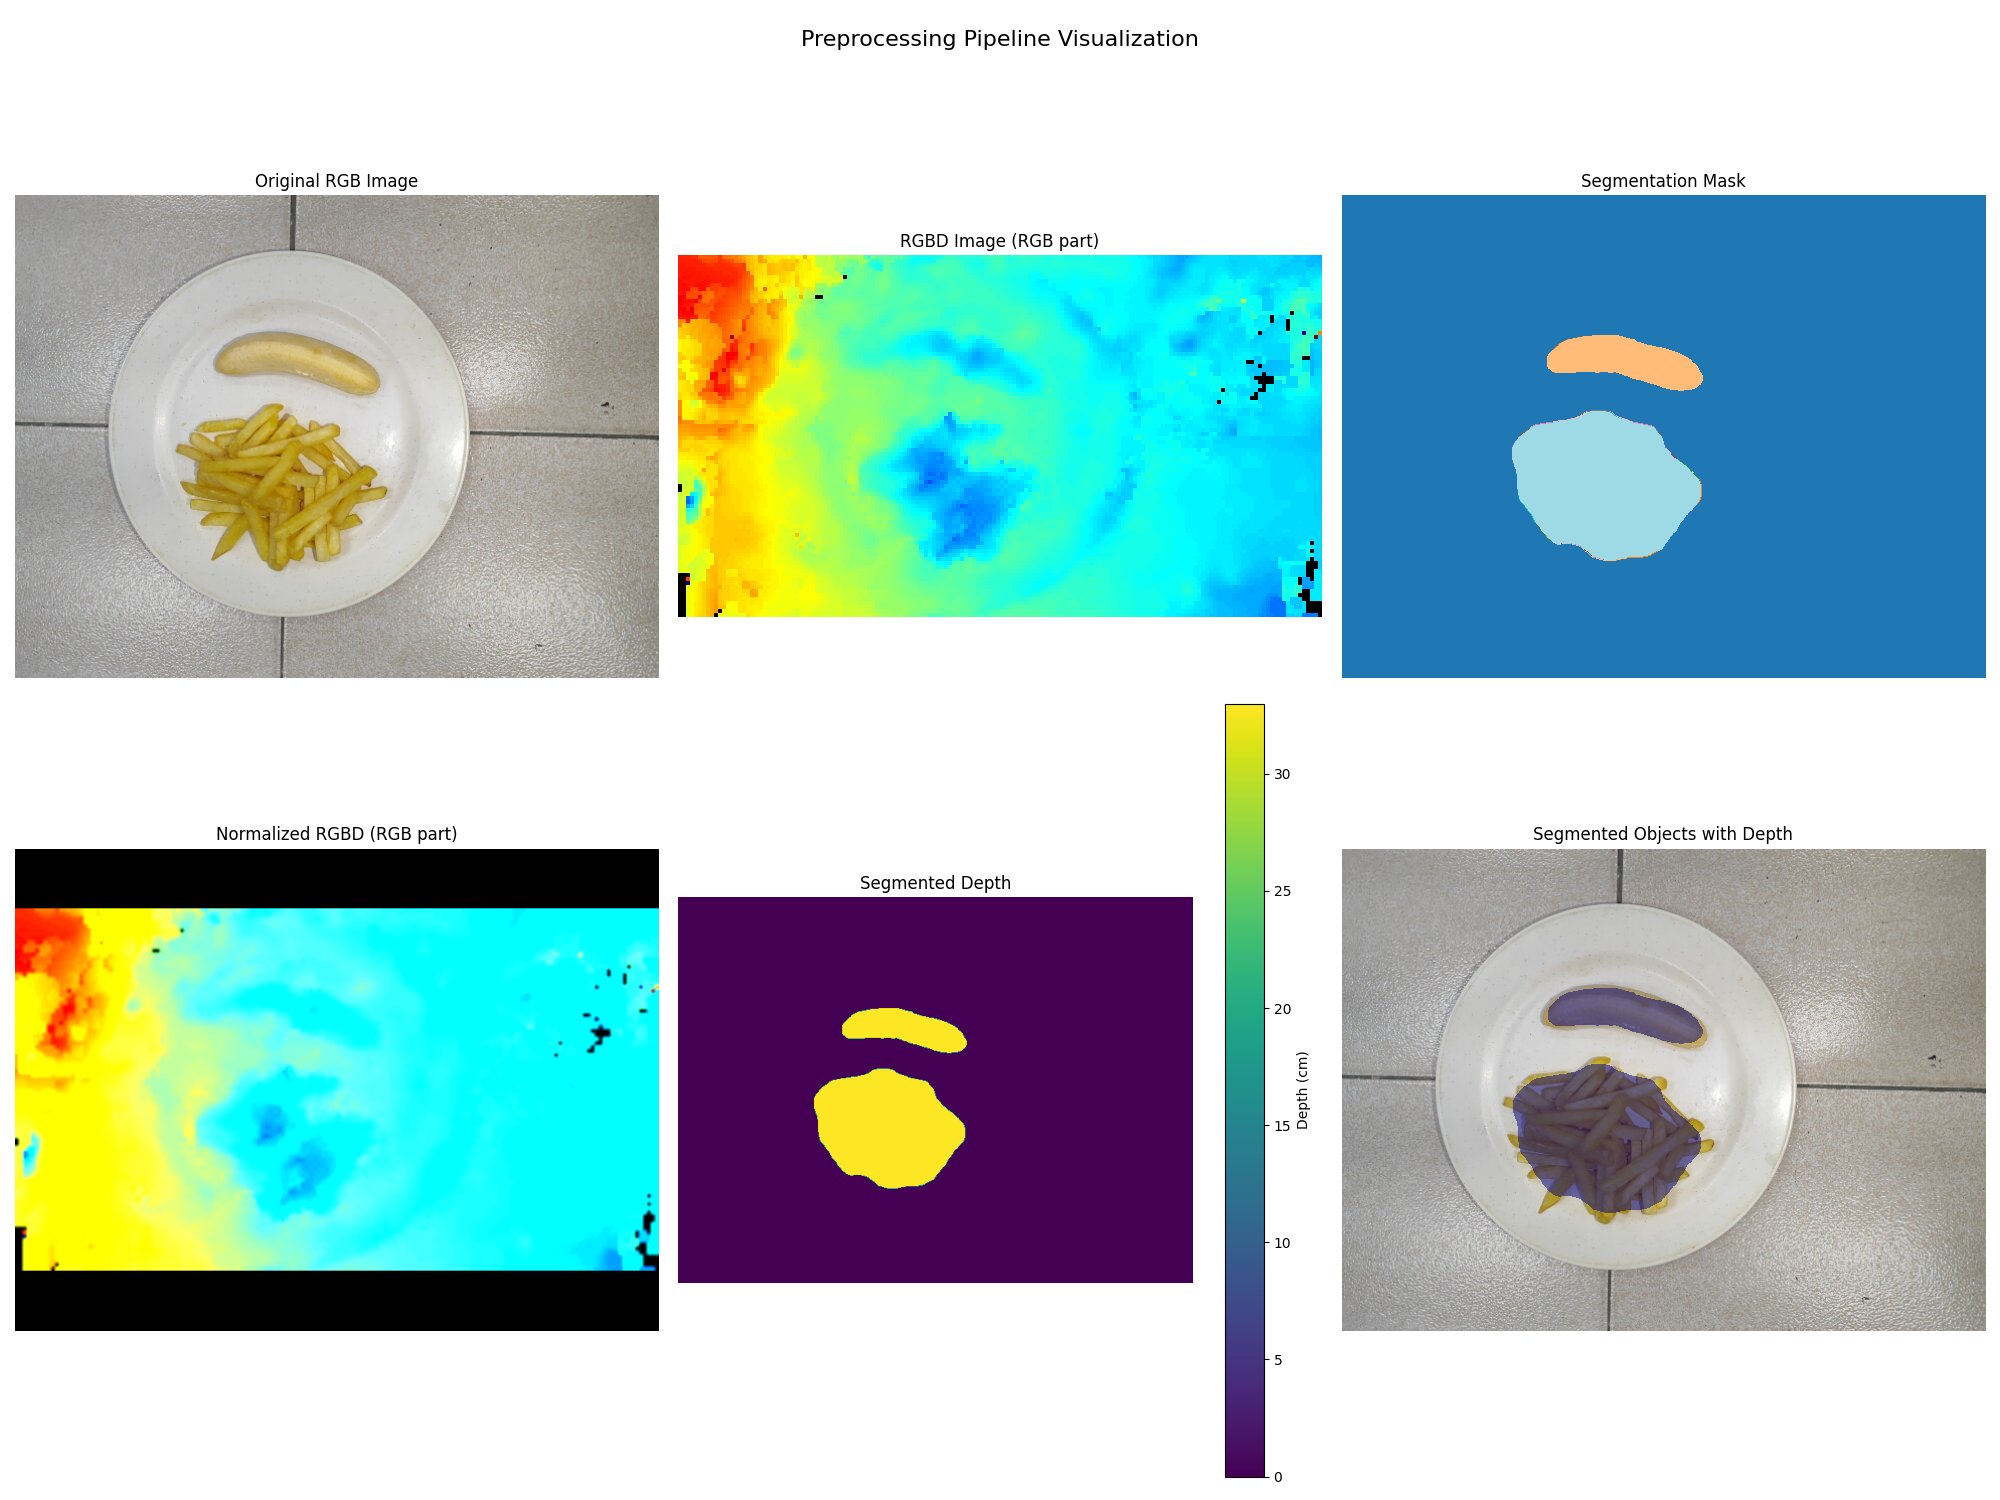 Preprocessing Pipeline Visualization
Original RGB Image
RGBD Image (RGB part)
Segmentation Mask
Normalized RGBD (RGB part)
Segmented Depth
30
25
20
15
10
5
0
Depth (cm)
Segmented Objects with Depth